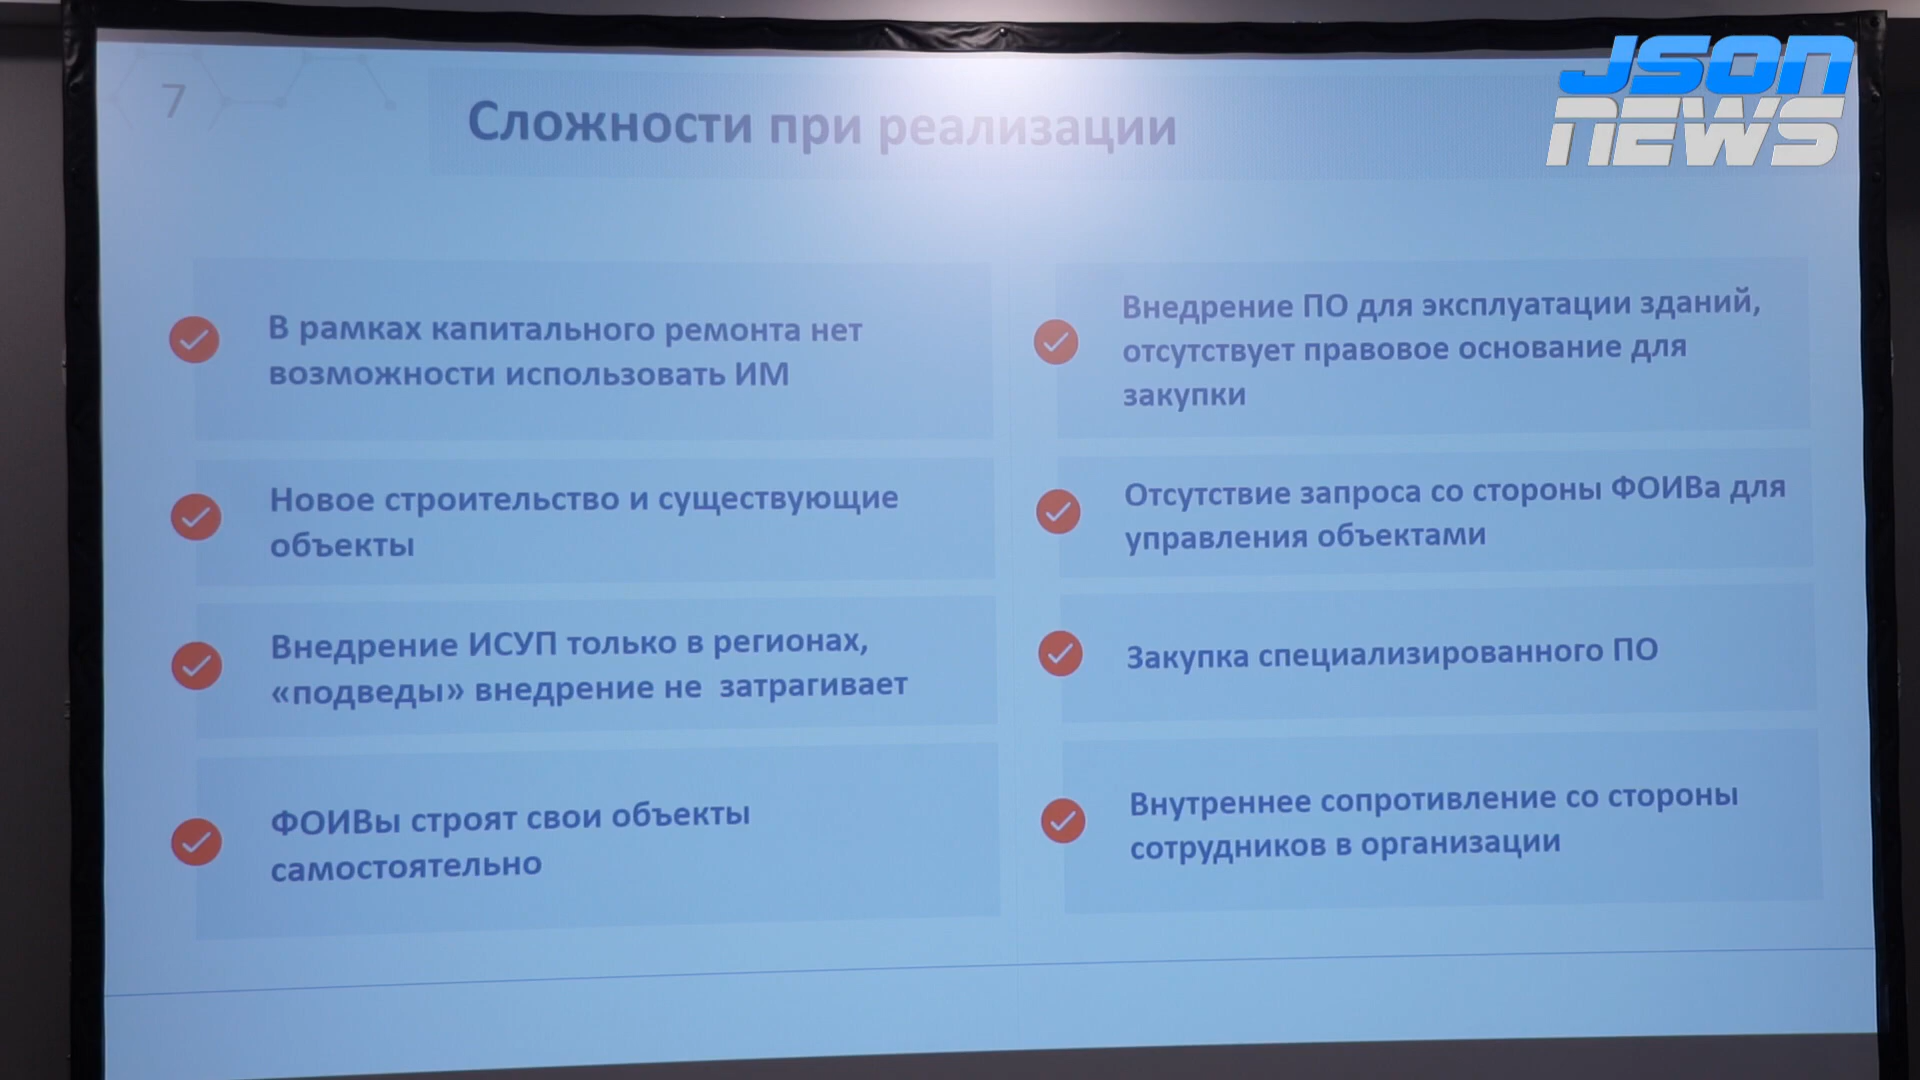 7
JSON
NEWS
Сложности при реализации
В рамках капитального ремонта нет
возможности использовать ИМ
Новое строительство и существующие
объекты
Внедрение ИСУП только в регионах,
«подведы» внедрение не затрагивает
ФОИВы строят свои объекты
самостоятельно
Внедрение ПО для эксплуатации зданий,
отсутствует правовое основание для
закупки
Отсутствие запроса со стороны ФОИВа для
управления объектами
Закупка специализированного ПО
Внутреннее сопротивление со стороны
сотрудников в организации